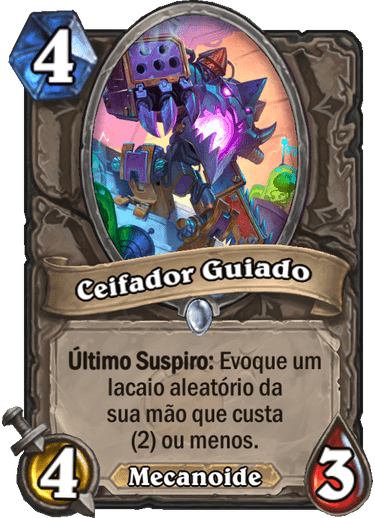 4
Ceifador Guiado
Último Suspiro: Evoque um
lacaio aleatório da
sua mão que custa
(2) ou menos.
4
Mecanoide
3